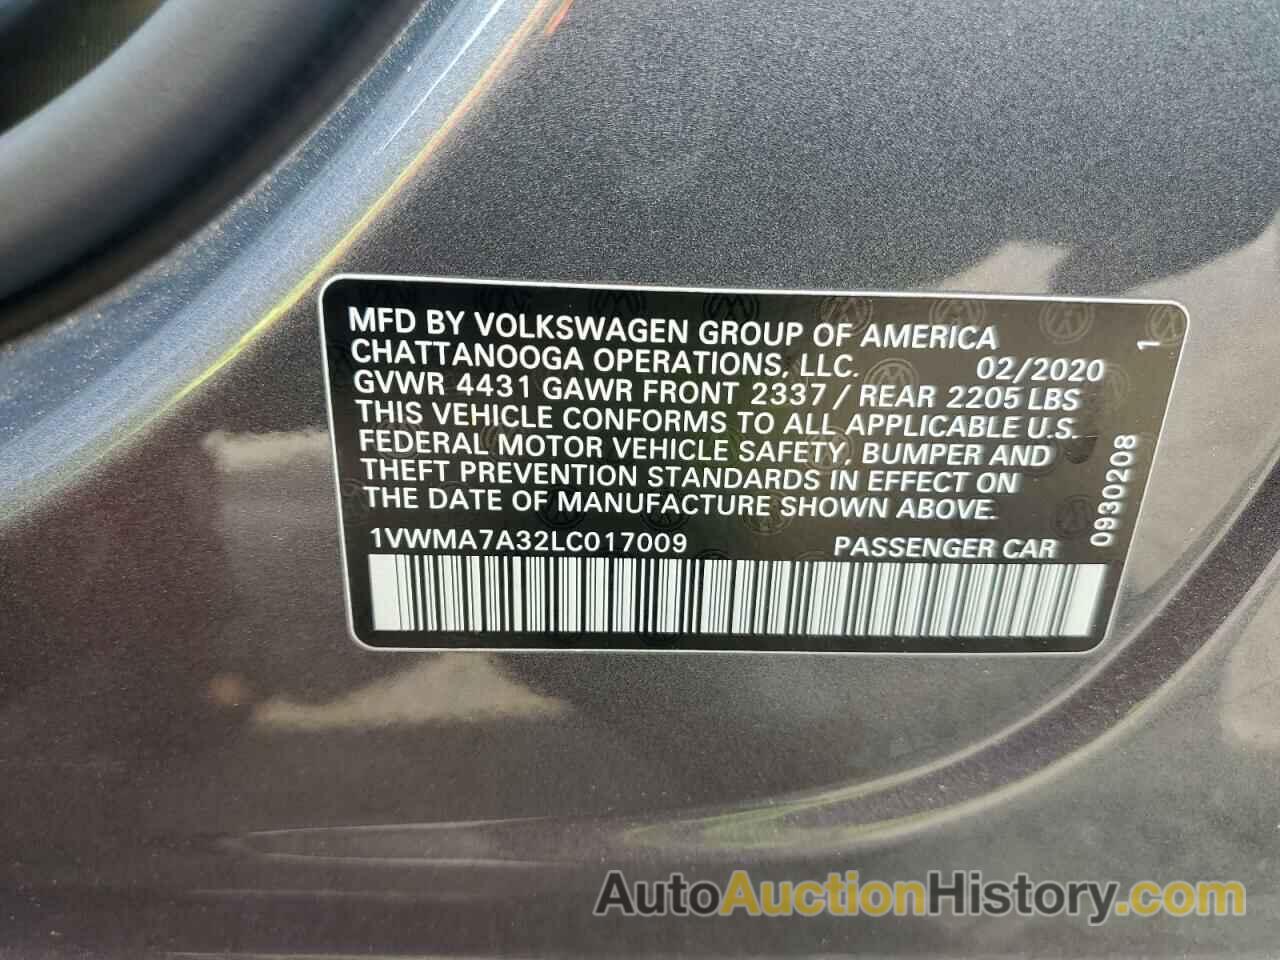 MFD BY VOLKSWAGEN GROUP OF AMERICA
CHATTANOOGA OPERATIONS, LLC. 02/2020 1
GVWR 4431 GAWR FRONT 2337 / REAR 2205 LBS
THIS VEHICLE CONFORMS TO ALL APPLICABLE U.S.
FEDERAL MOTOR VEHICLE SAFETY, BUMPER AND
THEFT PREVENTION STANDARDS IN EFFECT ON
THE DATE OF MANUFACTURE SHOWN ABOVE.
1VWMA7A32LC017009 PASSENGER CAR
0930208
AutoAuctionHistory.com